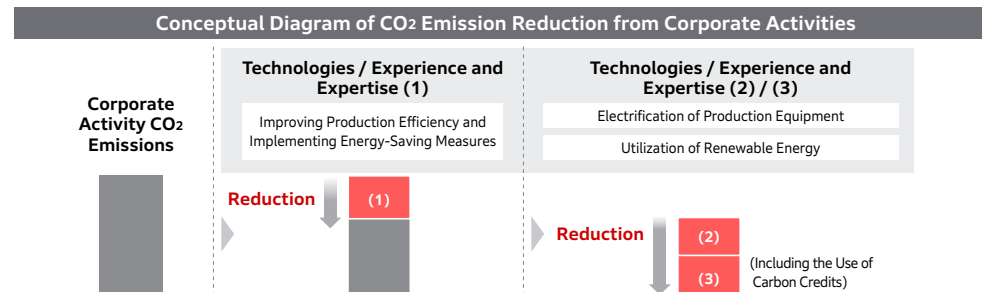 Conceptual Diagram of CO2 Emission Reduction from Corporate Activities
Corporate
Activity CO2
Emissions
Technologies / Experience and
Expertise (1)
Improving Production Efficiency and
Implementing Energy-Saving Measures
Technologies / Experience and
Expertise (2) / (3)
Electrification of Production Equipment
Utilization of Renewable Energy
Reduction
(1)
Reduction
(2)
(3)
(Including the Use of
Carbon Credits)